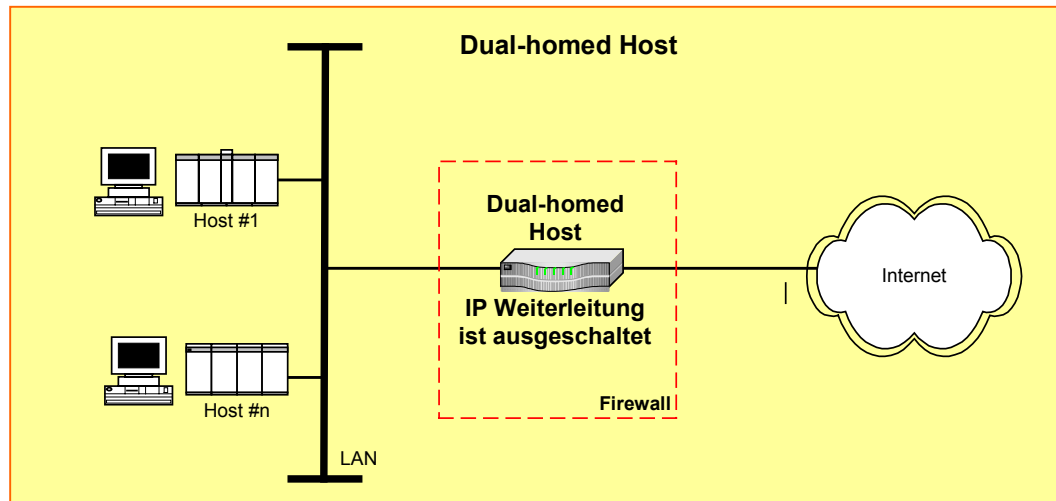 Dual-homed Host
Host #1
Dual-homed
Host
IP Weiterleitung
ist ausgeschaltet
Firewall
Internet
Host #n
LAN